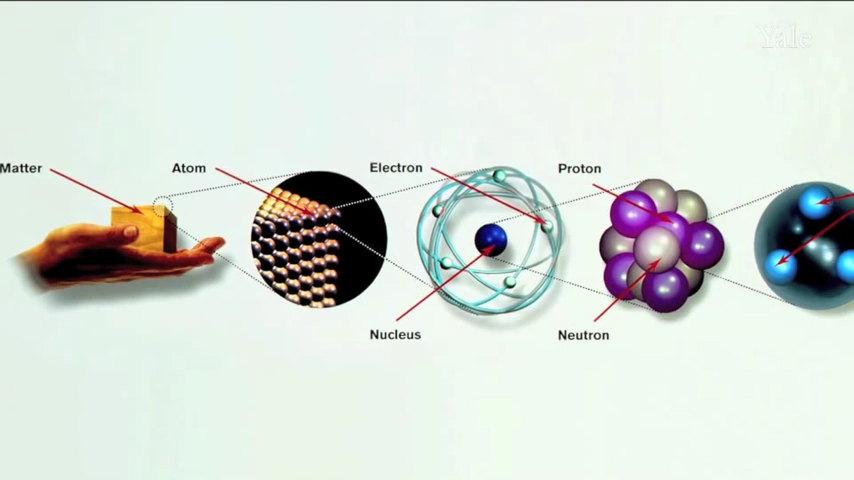 Yale
Matter
Atom
Electron
Proton
Nucleus
Neutron